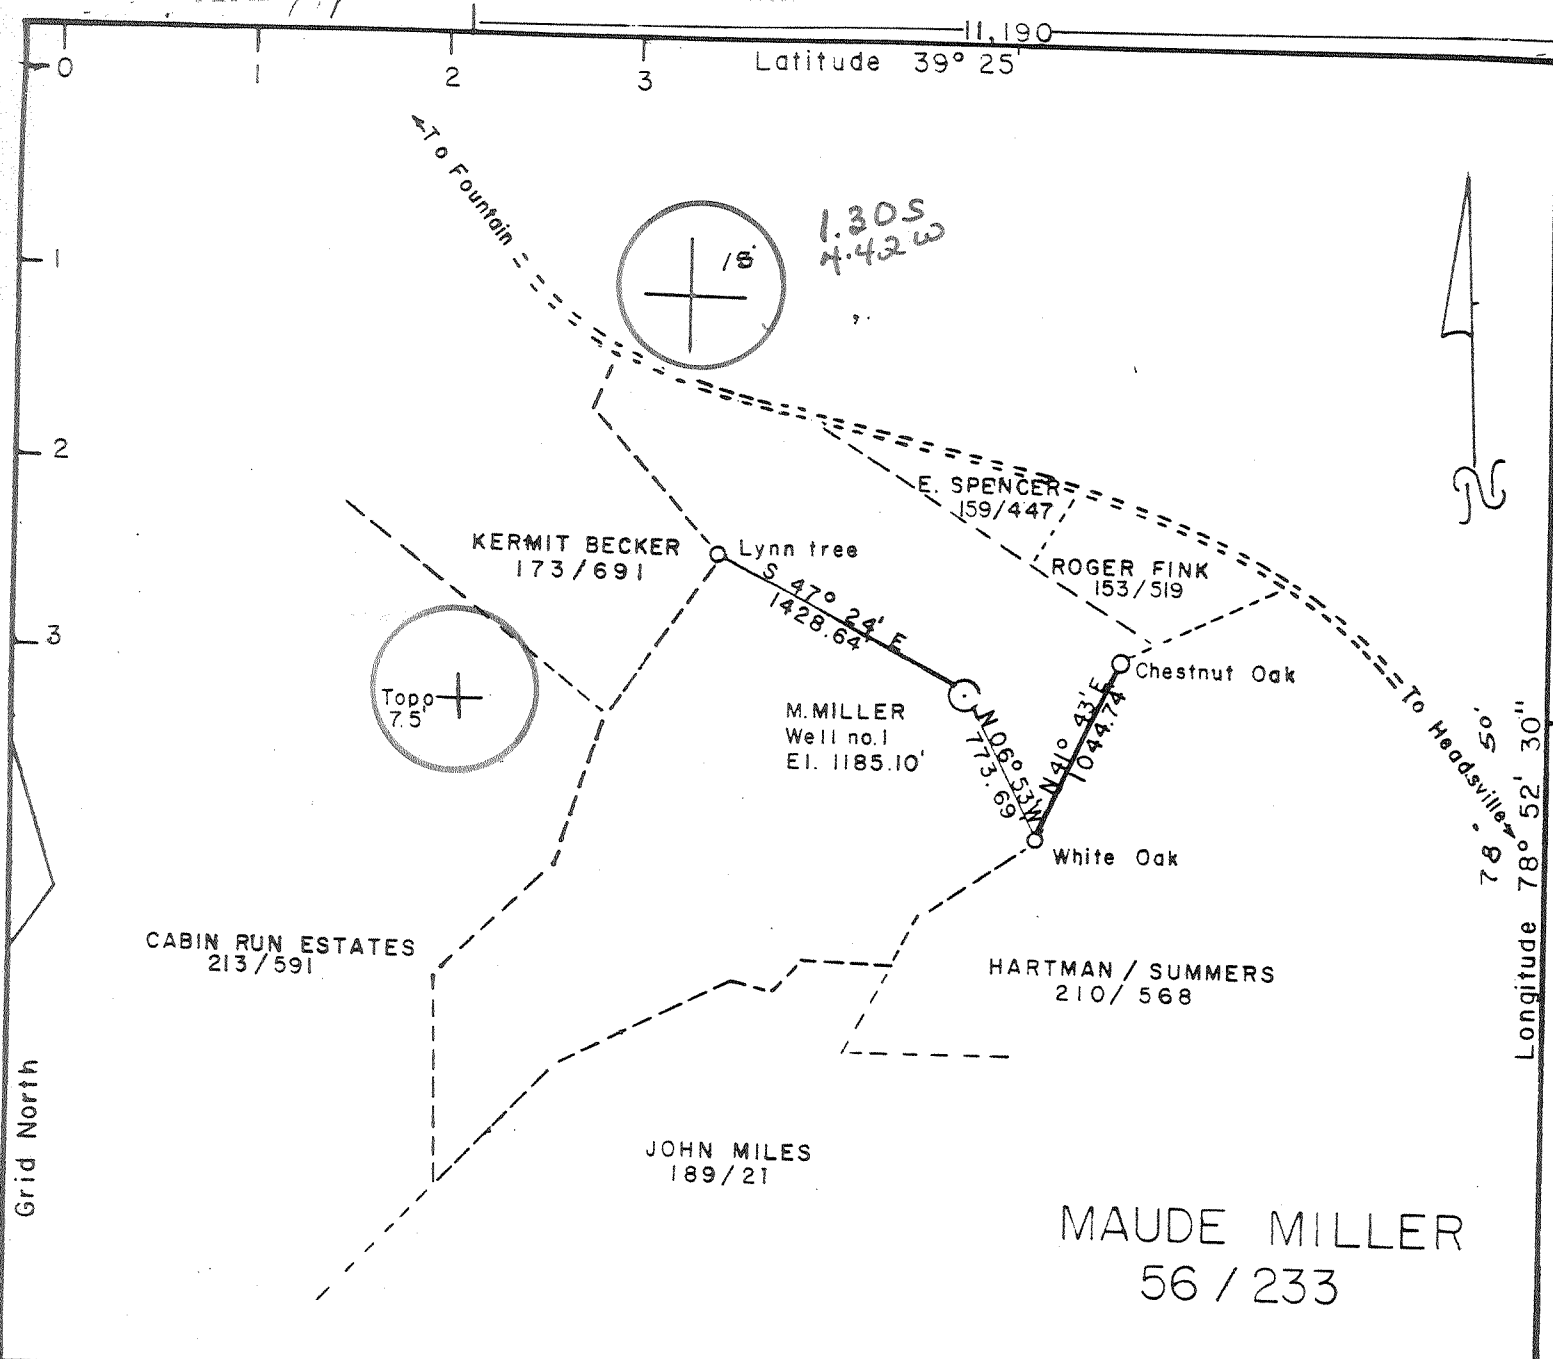 11,190
Latitude 39° 25'
0
1
2
3
1
2
3
To Fountain
18'
1.30S
4.42W
N
E. SPENCER
159/447
KERMIT BECKER
173/691
Lynn tree
ROGER FINK
153/519
S 47° 24' E
1428.64'
Chestnut Oak
Topo
7.5'
M. MILLER
Well no. 1
El. 1185.10'
N 06° 53' W
773.69'
N 41° 43' E
1044.74
To Headsville
78° 50'
Longitude 78° 52' 30"
White Oak
CABIN RUN ESTATES
213/591
HARTMAN / SUMMERS
210/568
Grid North
JOHN MILES
189/21
MAUDE MILLER
56/233